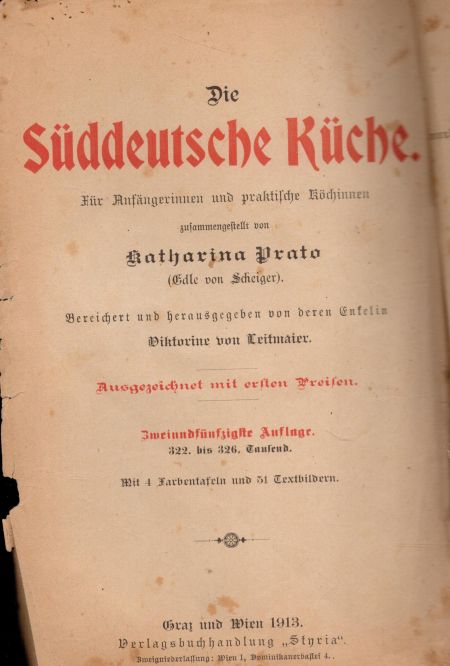 Die
Süddeutsche Küche.
Für Anfängerinnen und praktische Köchinnen
zusammengestellt von
Katharina Prato
(Edle von Scheiger).
Bereichert und herausgegeben von deren Enkelin
Viktorine von Leitmaier.
Ausgezeichnet mit ersten Preisen.
Zweiundfünfzigste Auflage.
322. bis 326. Tausend.
Mit 4 Farbentafeln und 51 Textbildern.
Graz und Wien 1913.
Verlagsbuchhandlung „Styria“.
Zweigniederlassung: Wien I, Dominikanerbastei 4.